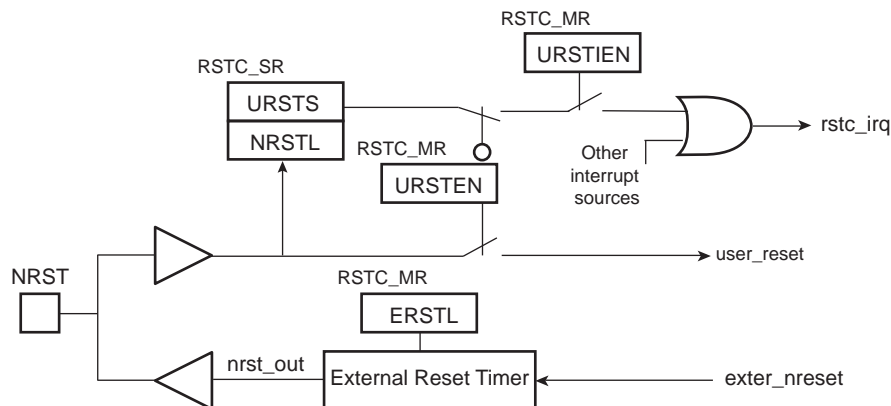 RSTC_MR
URSTIEN
RSTC_SR
URSTS
NRSTL
rstc_irq
RSTC_MR
URSTEN
Other
interrupt
sources
user_reset
NRST
RSTC_MR
ERSTL
nrst_out
External Reset Timer
exter_nreset